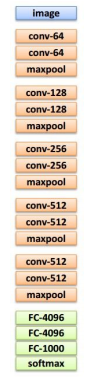 image
conv-64
conv-64
maxpool
conv-128
conv-128
maxpool
conv-256
conv-256
maxpool
conv-512
conv-512
maxpool
conv-512
conv-512
maxpool
FC-4096
FC-4096
FC-1000
softmax